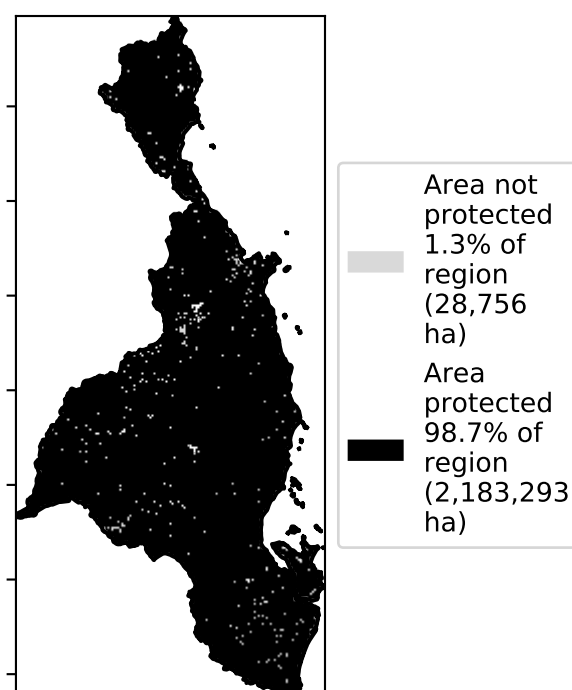 Area not
protected
1.3% of
region
(28,756
ha)
Area
protected
98.7% of
region
(2,183,293
ha)